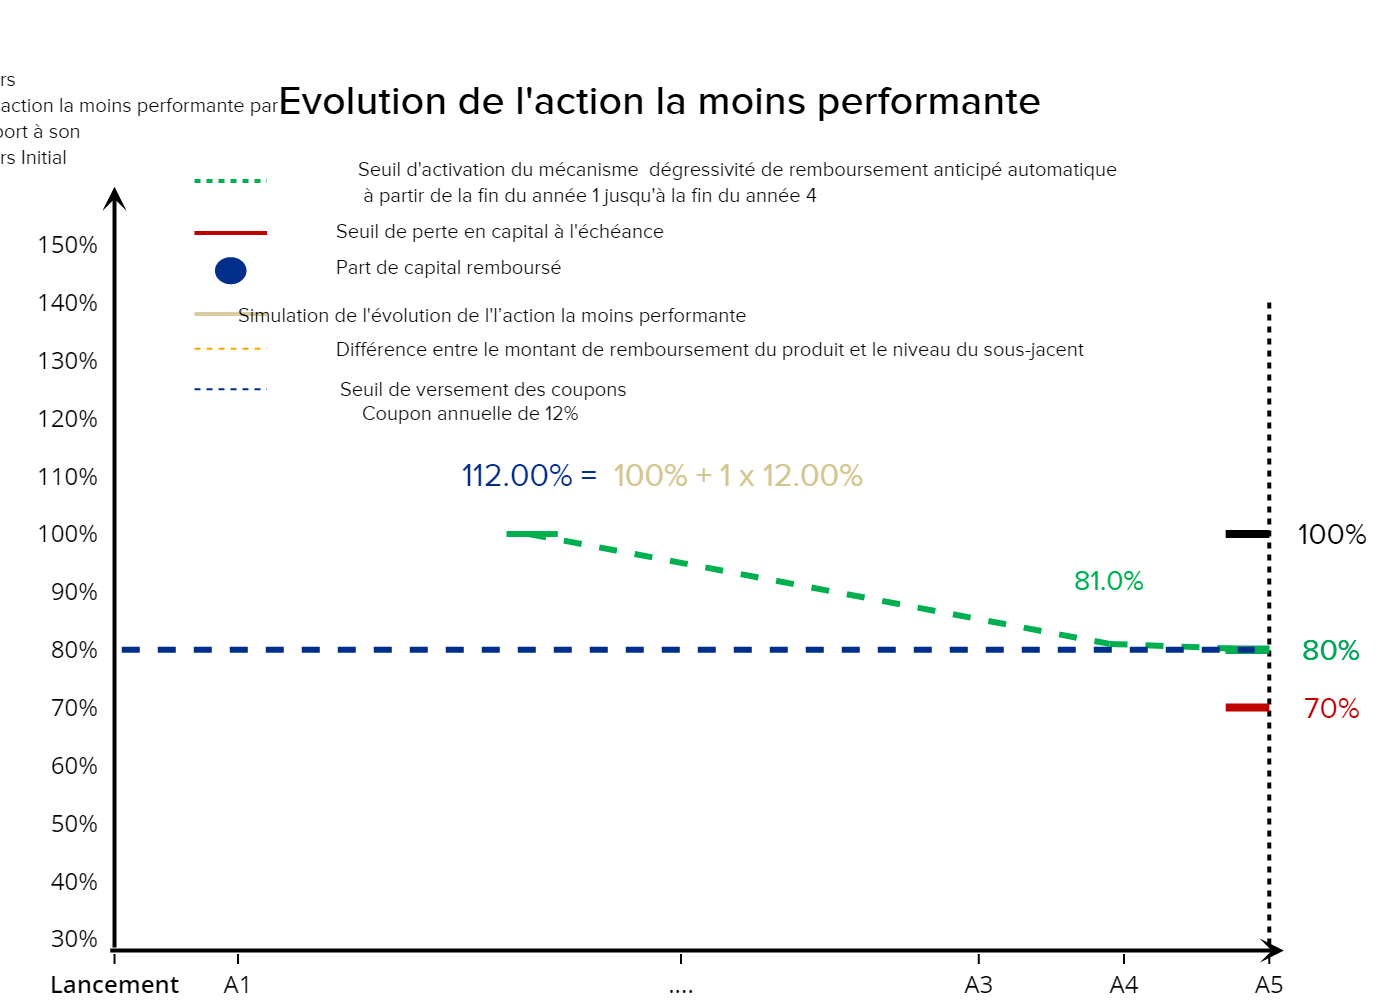 rs
action la moins performante par
port à son
rs Initial
Evolution de l'action la moins performante
Seuil d'activation du mécanisme dégressivité de remboursement anticipé automatique
à partir de la fin du année 1 jusqu'à la fin du année 4
Seuil de perte en capital à l'échéance
Part de capital remboursé
Simulation de l'évolution de l'l’action la moins performante
Différence entre le montant de remboursement du produit et le niveau du sous-jacent
Seuil de versement des coupons
Coupon annuelle de 12%
150%
140%
130%
120%
110%
100%
90%
80%
70%
60%
50%
40%
30%
112.00% = 100% + 1 x 12.00%
81.0%
100%
80%
70%
Lancement A1 .... A3 A4 A5